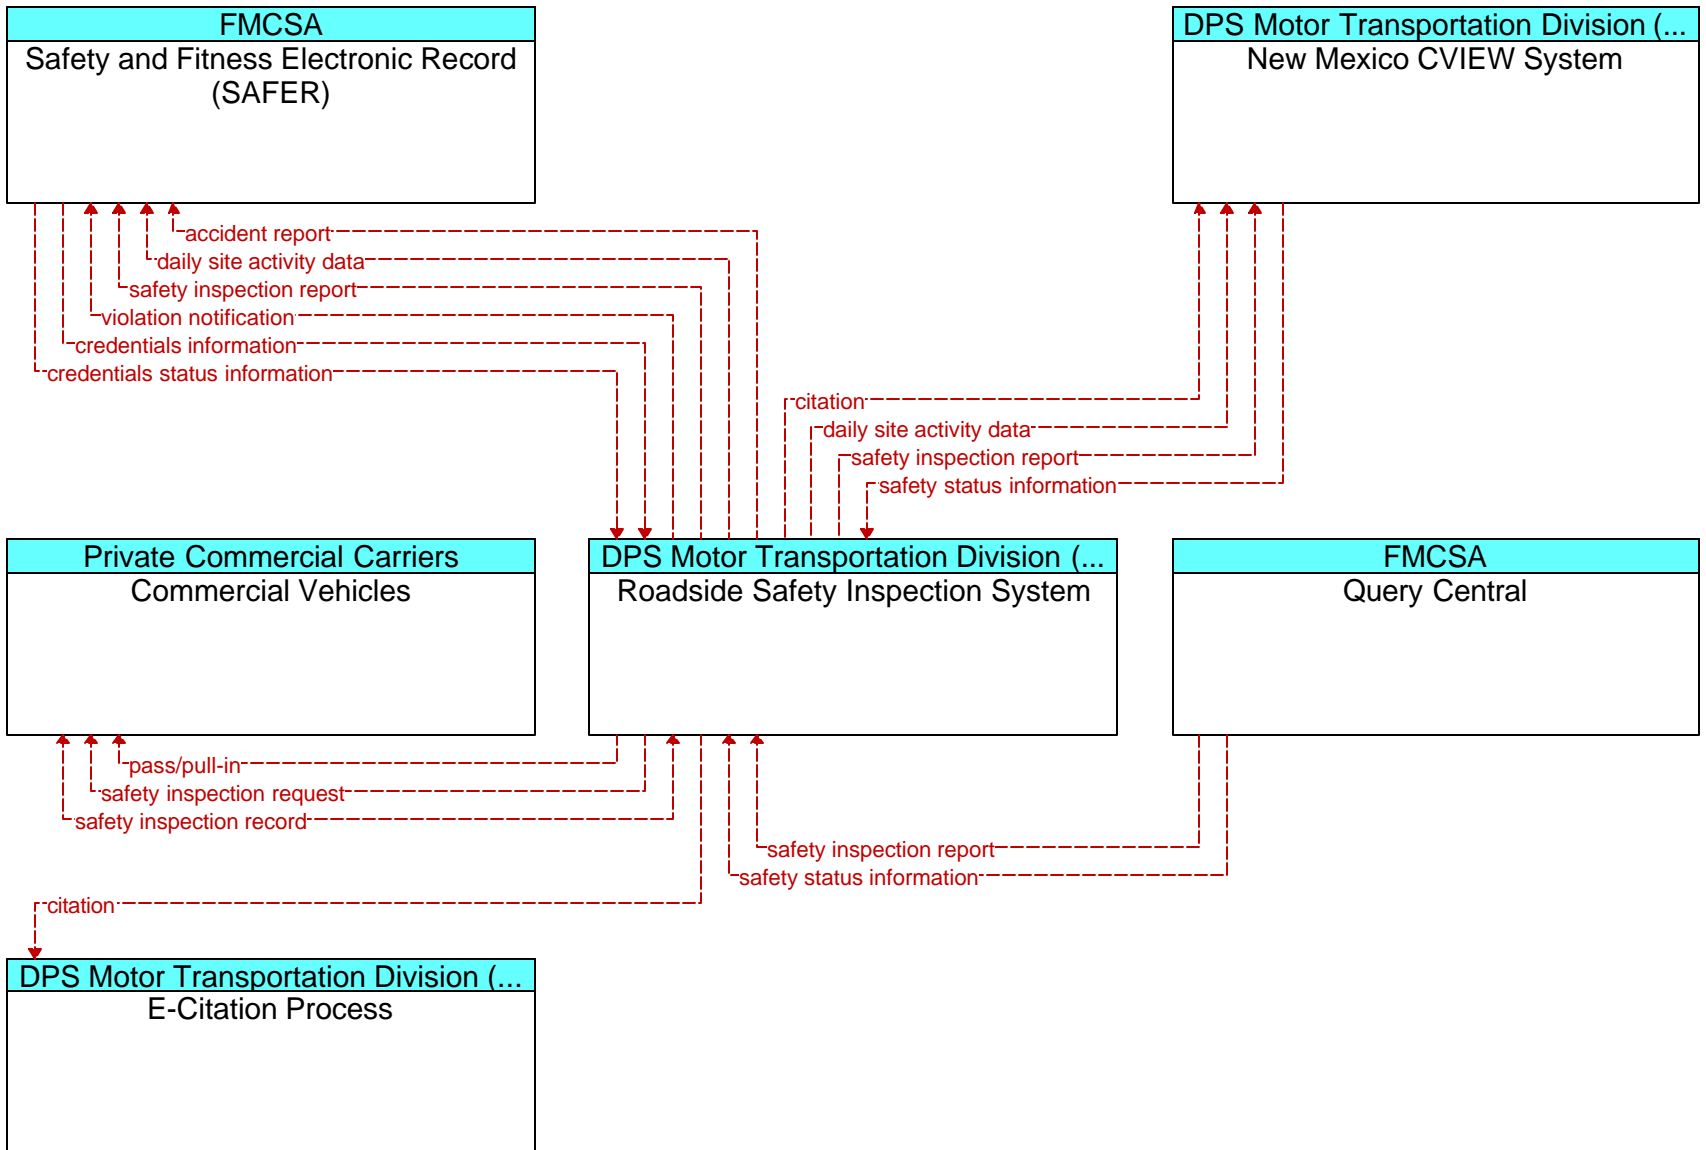 FMCSA
Safety and Fitness Electronic Record
(SAFER)
DPS Motor Transportation Division (...
New Mexico CVIEW System
accident report
daily site activity data
safety inspection report
violation notification
credentials information
credentials status information
citation
daily site activity data
safety inspection report
safety status information
Private Commercial Carriers
Commercial Vehicles
DPS Motor Transportation Division (...
Roadside Safety Inspection System
FMCSA
Query Central
pass/pull-in
safety inspection request
safety inspection record
safety inspection report
safety status information
citation
DPS Motor Transportation Division (...
E-Citation Process